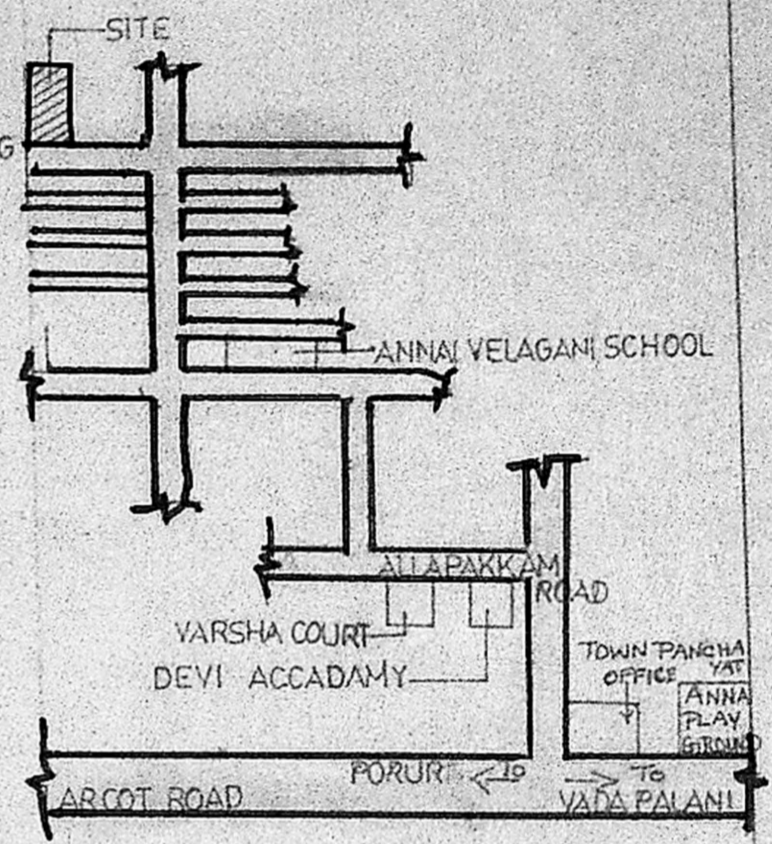 SITE
G
ANNAI VELAGANI SCHOOL
ALLAPAKKAM
ROAD
VARSHA COURT
DEVI ACCADAMY
TOWN PANCHA
YAT
OFFICE
ANNA
PLAY
GROUND
PORUR TO
TO
VADA PALANI
ARCOT ROAD